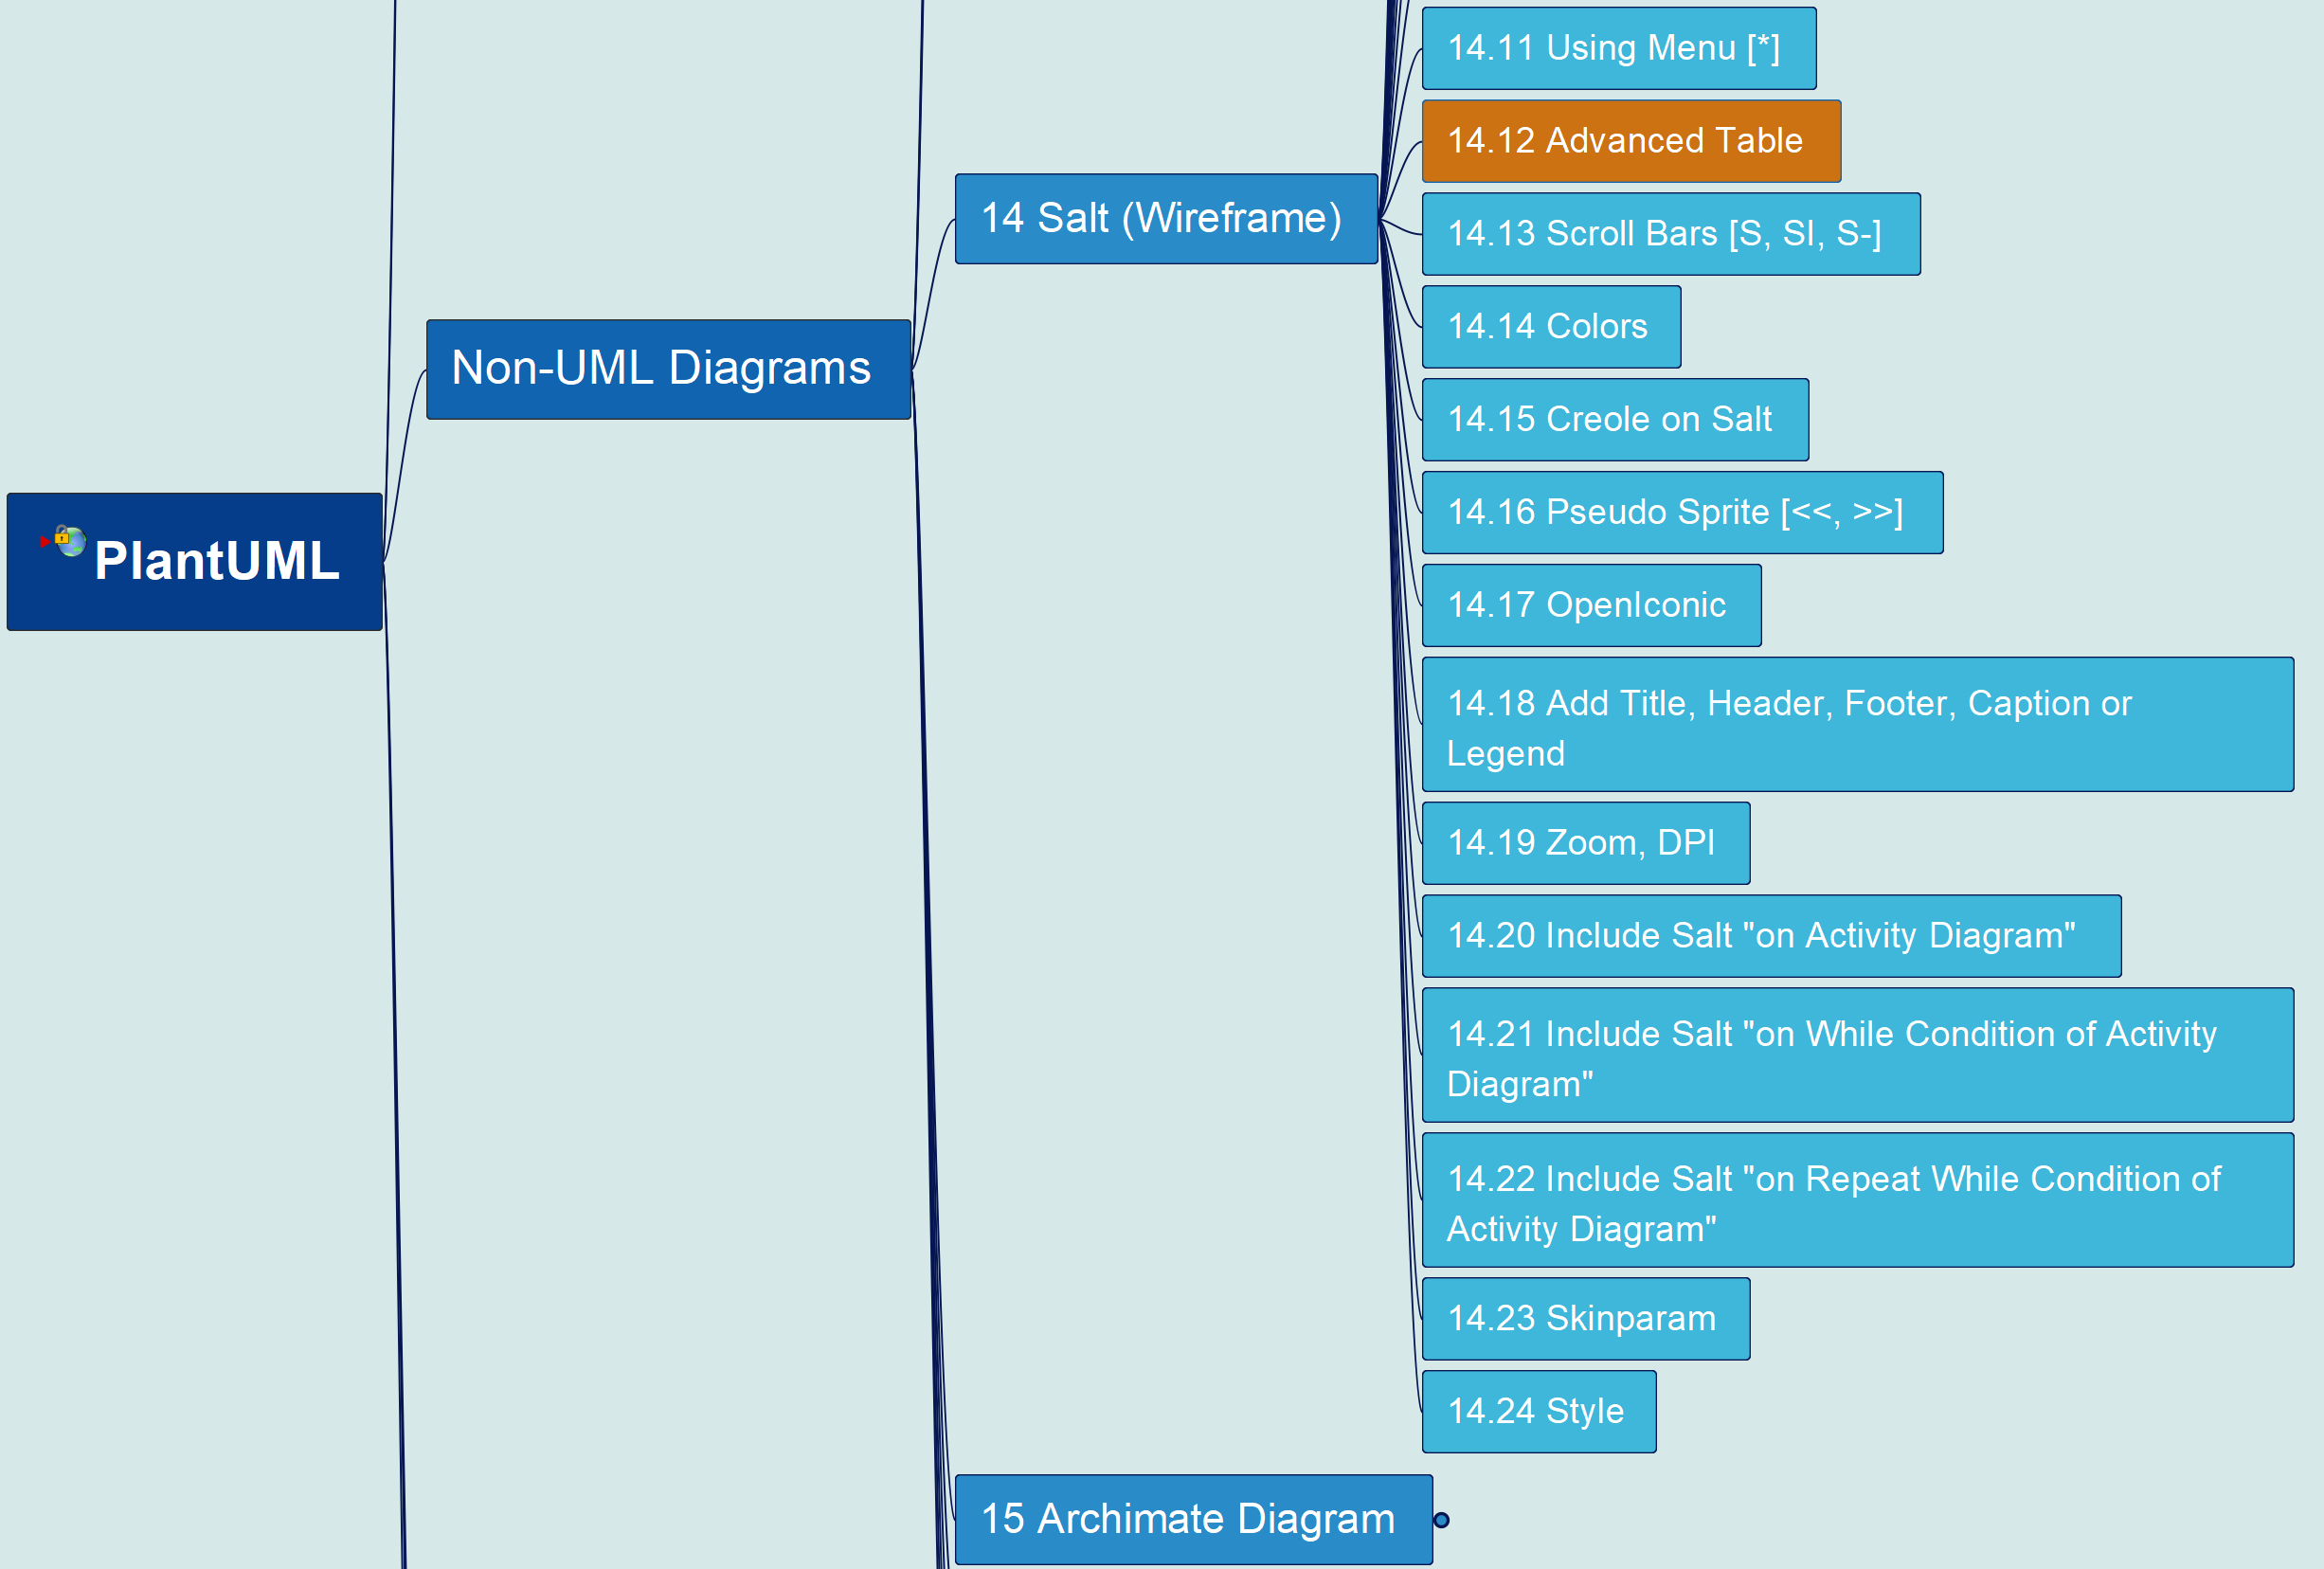 14.11 Using Menu [*]
14.12 Advanced Table
14 Salt (Wireframe)
14.13 Scroll Bars [S, SI, S-]
14.14 Colors
Non-UML Diagrams
14.15 Creole on Salt
14.16 Pseudo Sprite [<<, >>]
PlantUML
14.17 OpenIconic
14.18 Add Title, Header, Footer, Caption or
Legend
14.19 Zoom, DPI
14.20 Include Salt "on Activity Diagram"
14.21 Include Salt "on While Condition of Activity
Diagram"
14.22 Include Salt "on Repeat While Condition of
Activity Diagram"
14.23 Skinparam
14.24 Style
15 Archimate Diagram